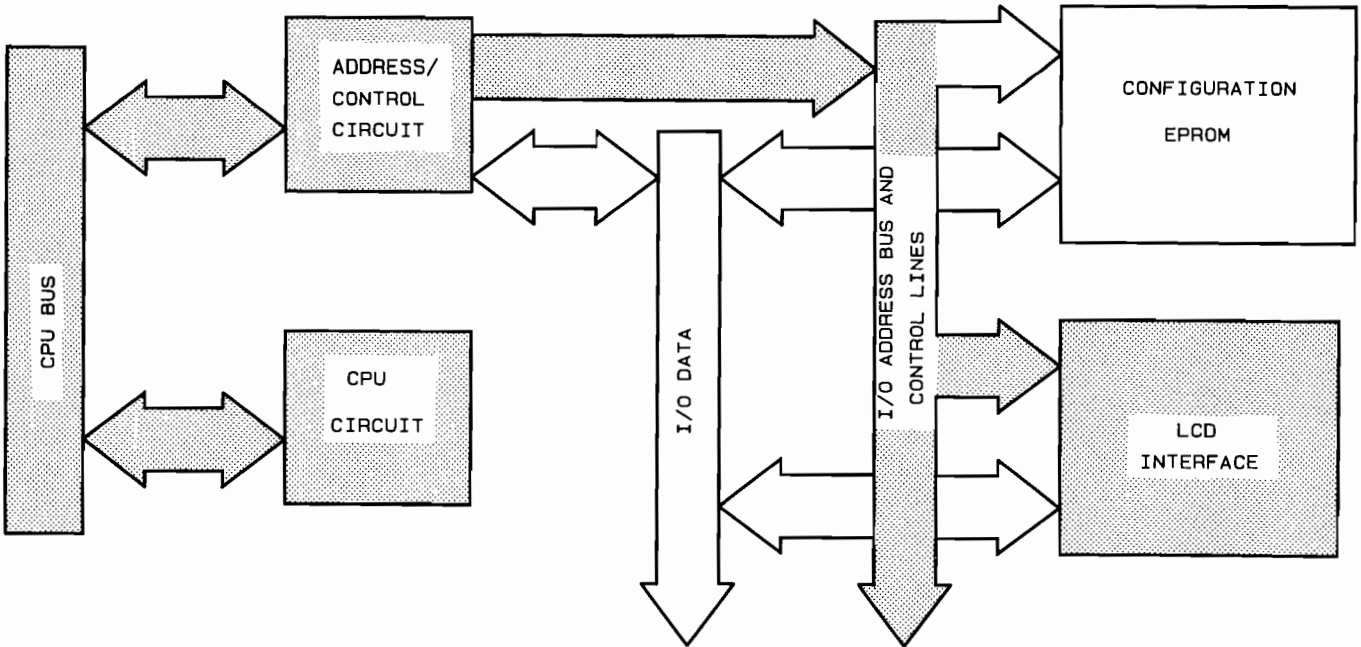 ADDRESS/
CONTROL
CIRCUIT
CONFIGURATION
EPROM
CPU BUS
I/O DATA
I/O ADDRESS BUS AND
CONTROL LINES
CPU
CIRCUIT
LCD
INTERFACE